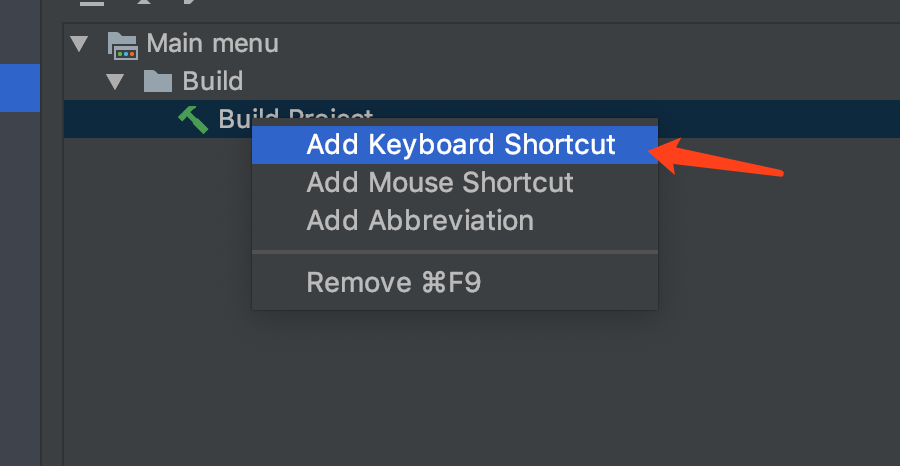 Main menu
Build
Build Project
Add Keyboard Shortcut
Add Mouse Shortcut
Add Abbreviation
Remove ⌘F9